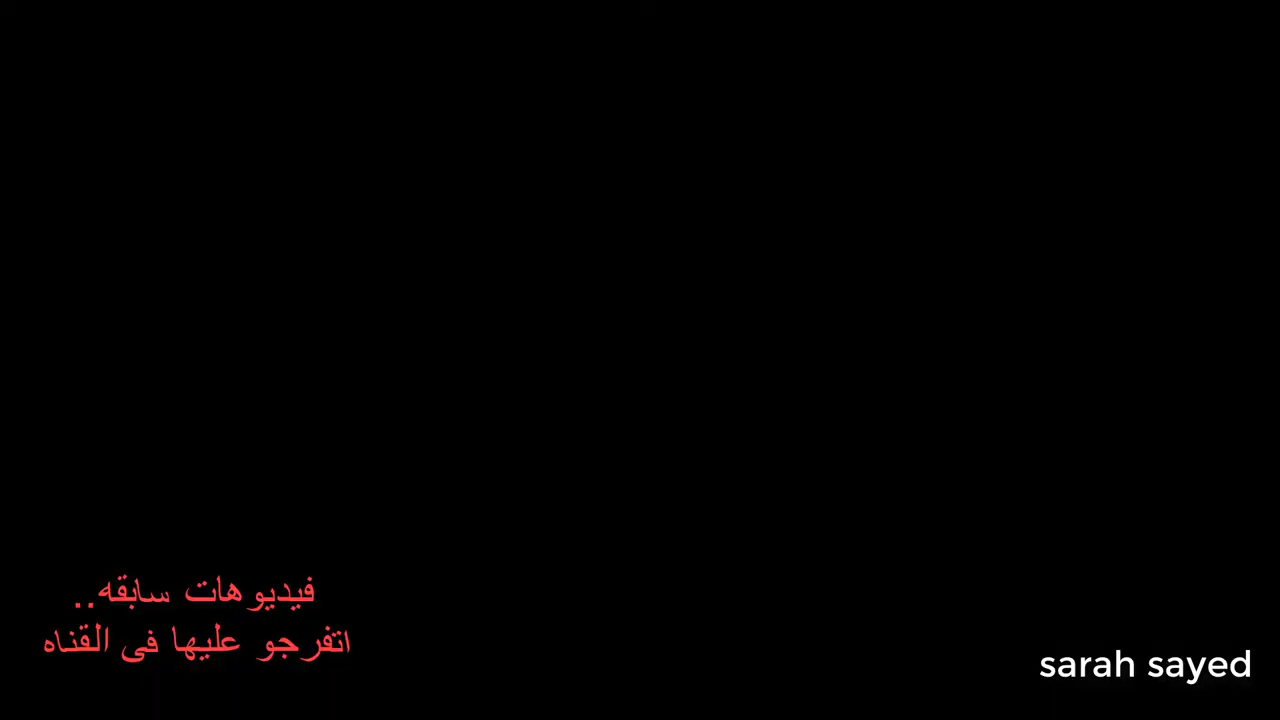 فيديوهات سابقه..
اتفرجو عليها فى القناه
sarah sayed